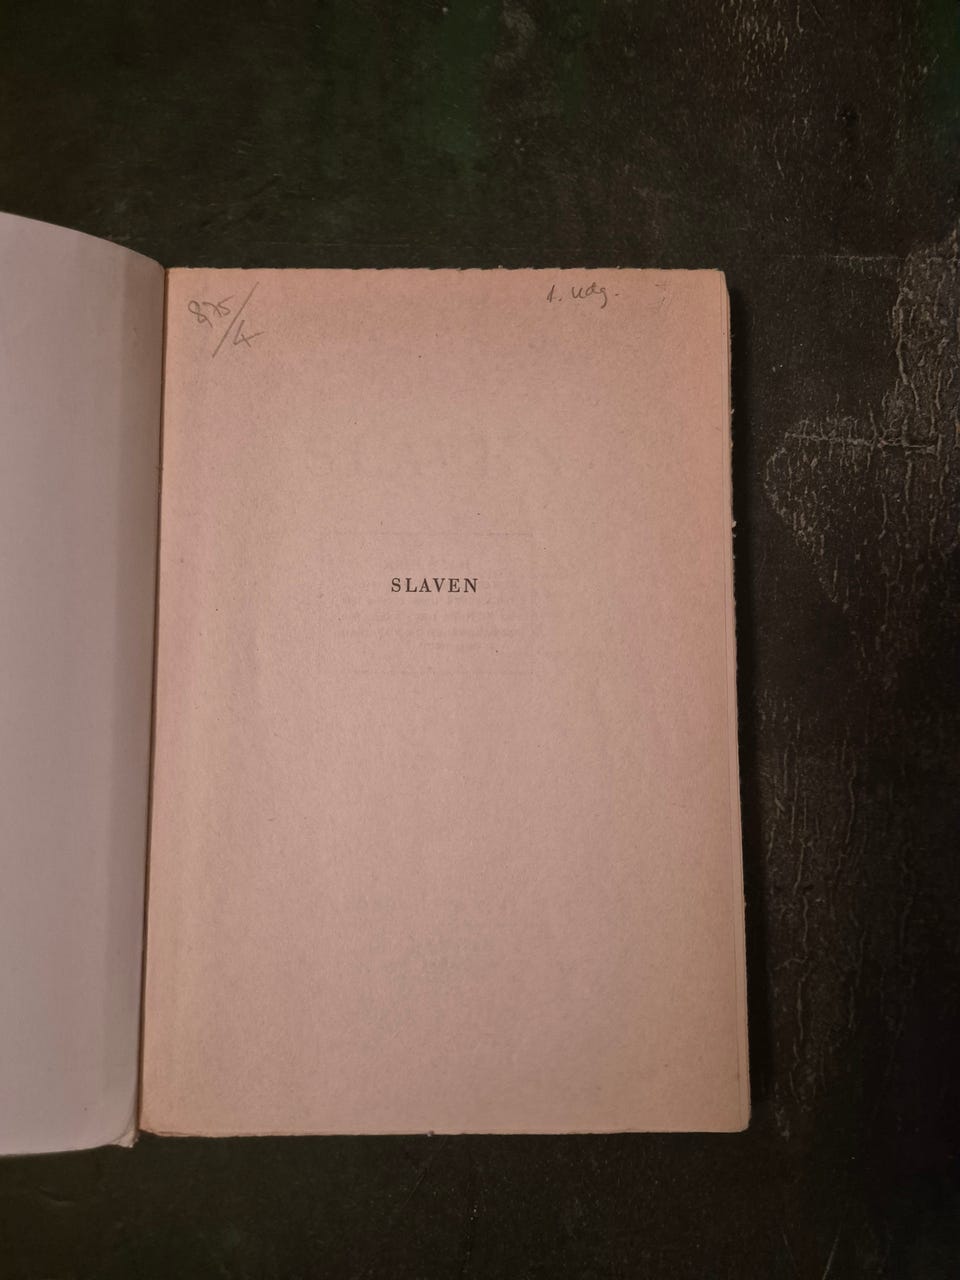 875/4
1. udg.
SLAVEN